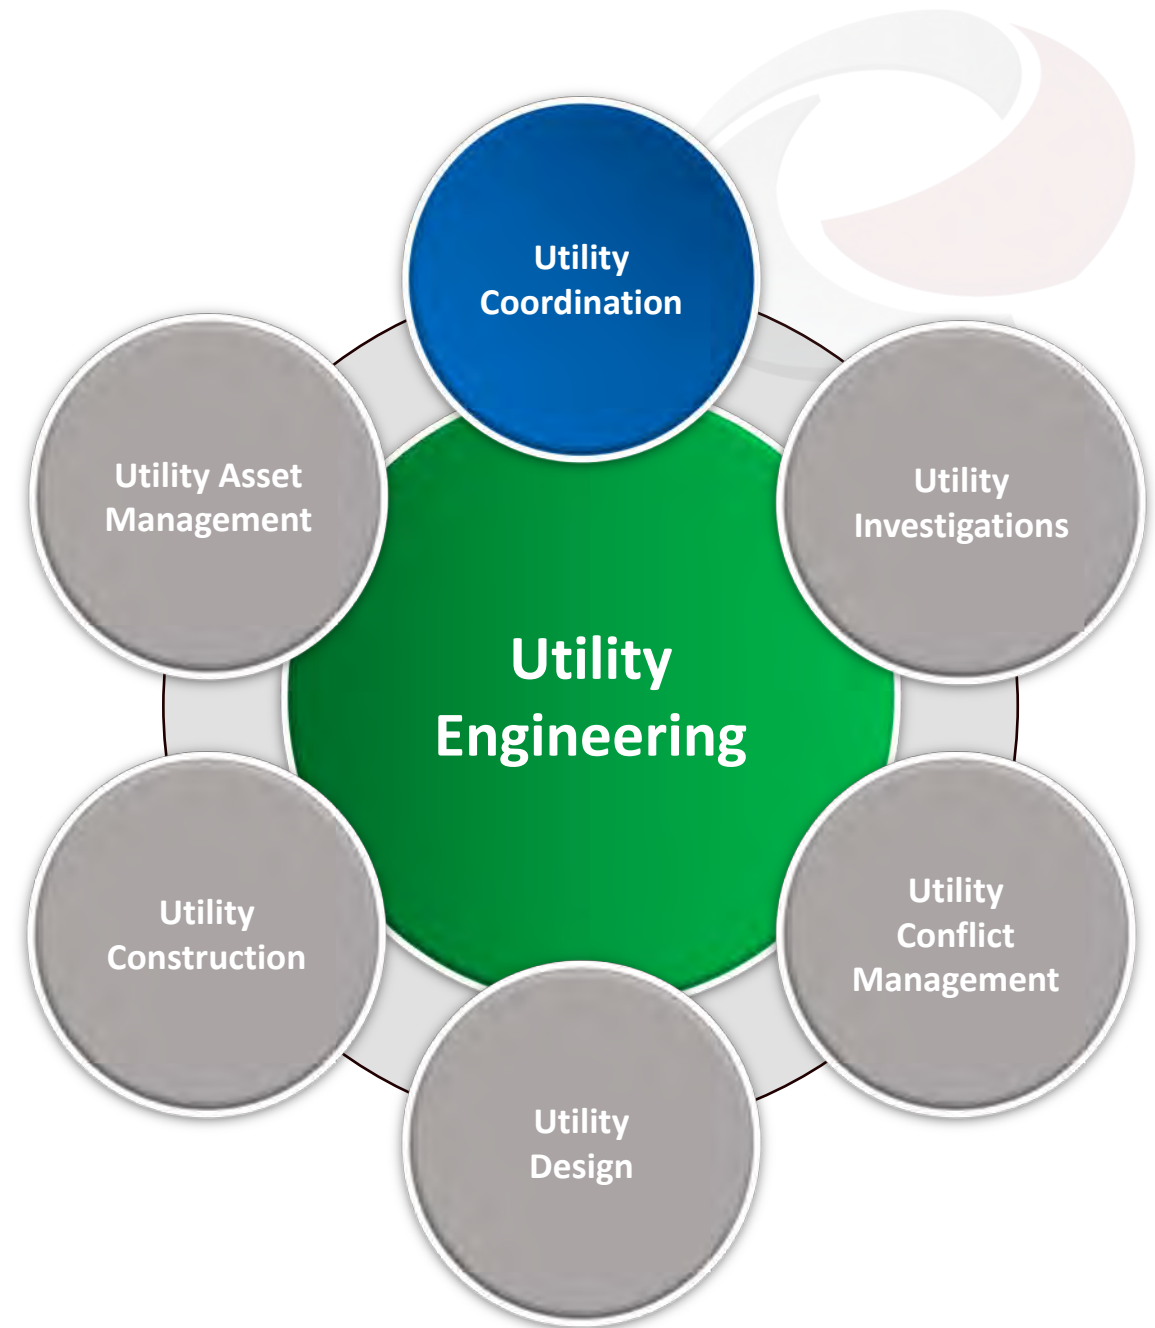 Utility
Coordination
Utility Asset
Management
Utility
Investigations
Utility
Engineering
Utility
Construction
Utility
Conflict
Management
Utility
Design